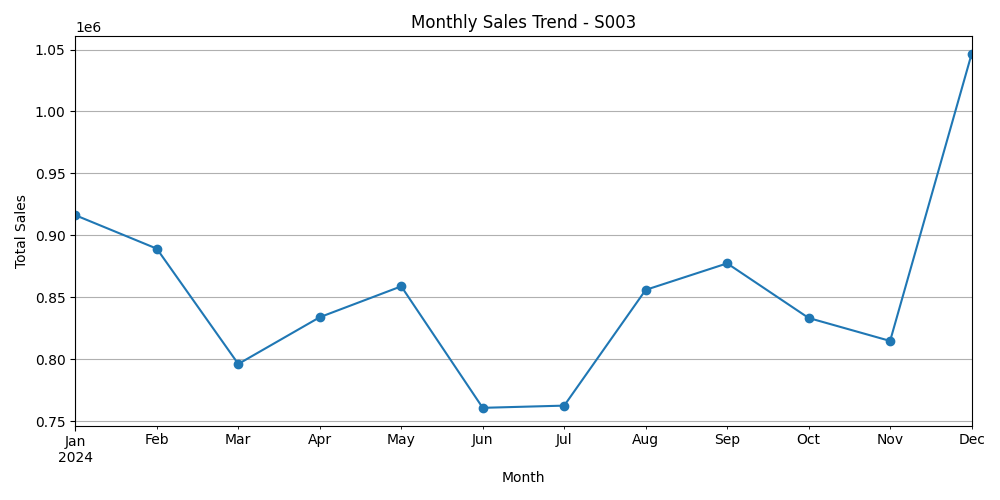 Monthly Sales Trend - S003
1e6
1.05
1.00
0.95
0.90
0.85
0.80
0.75
Total Sales
Jan Feb Mar Apr May Jun Jul Aug Sep Oct Nov Dec
2024
Month